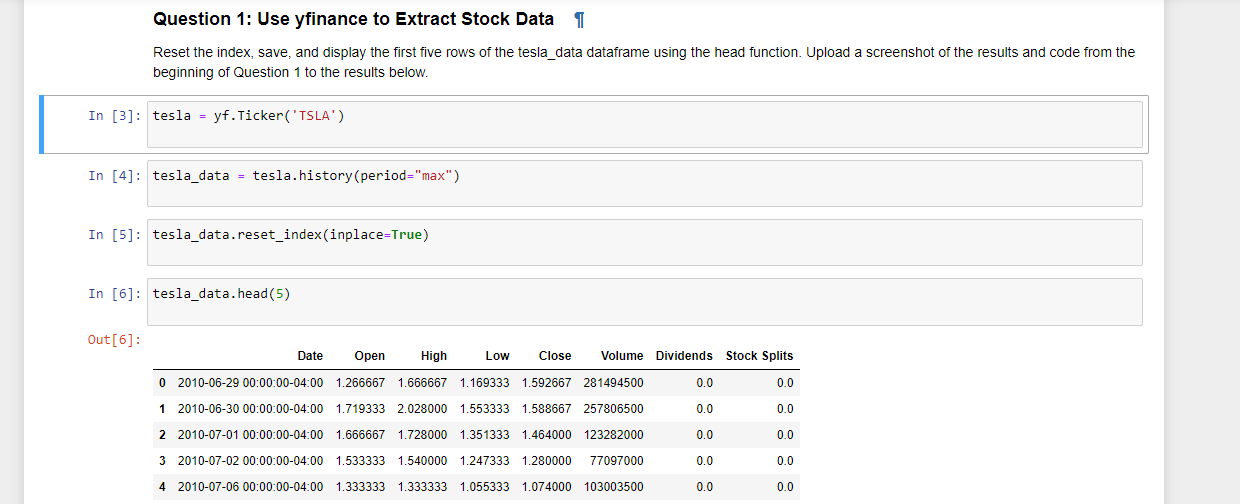 Question 1: Use yfinance to Extract Stock Data ¶
Reset the index, save, and display the first five rows of the tesla_data dataframe using the head function. Upload a screenshot of the results and code from the
beginning of Question 1 to the results below.
In [3]: tesla = yf.Ticker('TSLA')
In [4]: tesla_data = tesla.history(period="max")
In [5]: tesla_data.reset_index(inplace=True)
In [6]: tesla_data.head(5)
Out[6]:
Date Open High Low Close Volume Dividends Stock Splits
0 2010-06-29 00:00:00-04:00 1.266667 1.666667 1.169333 1.592667 281494500 0.0 0.0
1 2010-06-30 00:00:00-04:00 1.719333 2.028000 1.553333 1.588667 257806500 0.0 0.0
2 2010-07-01 00:00:00-04:00 1.666667 1.728000 1.351333 1.464000 123282000 0.0 0.0
3 2010-07-02 00:00:00-04:00 1.533333 1.540000 1.247333 1.280000 77097000 0.0 0.0
4 2010-07-06 00:00:00-04:00 1.333333 1.333333 1.055333 1.074000 103003500 0.0 0.0